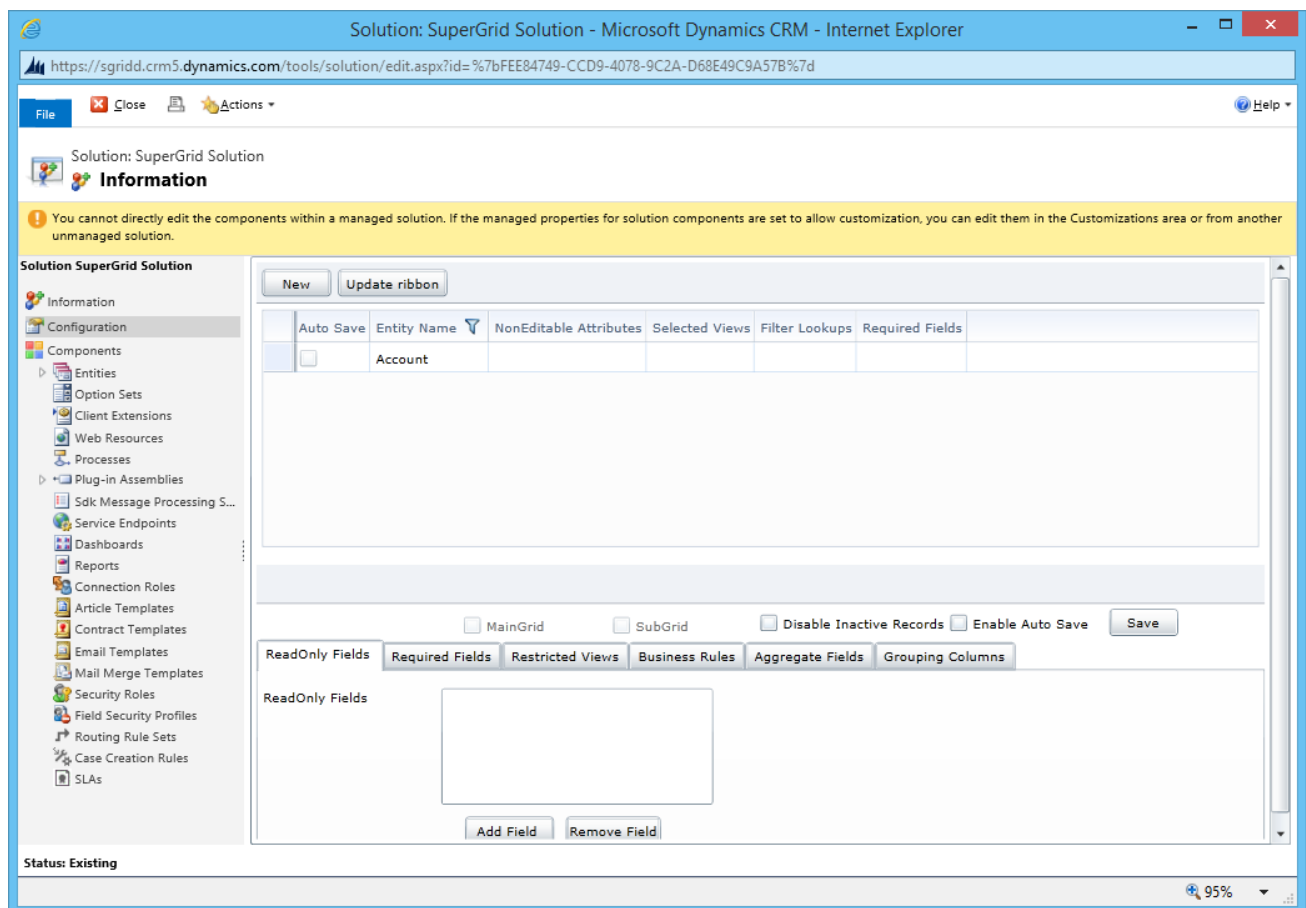 Solution: SuperGrid Solution - Microsoft Dynamics CRM - Internet Explorer
https://sgridd.crm5.dynamics.com/tools/solution/edit.aspx?id=%7bFEE84749-CCD9-4078-9C2A-D68E49C9A57B%7d
File Close Actions Help
Solution: SuperGrid Solution
Information
You cannot directly edit the components within a managed solution. If the managed properties for solution components are set to allow customization, you can edit them in the Customizations area or from another
unmanaged solution.
Solution SuperGrid Solution
Information
Configuration
Components
Entities
Option Sets
Client Extensions
Web Resources
Processes
Plug-in Assemblies
Sdk Message Processing S...
Service Endpoints
Dashboards
Reports
Connection Roles
Article Templates
Contract Templates
Email Templates
Mail Merge Templates
Security Roles
Field Security Profiles
Routing Rule Sets
Case Creation Rules
SLAs
New Update ribbon
Auto Save Entity Name NonEditable Attributes Selected Views Filter Lookups Required Fields
Account
MainGrid SubGrid Disable Inactive Records Enable Auto Save Save
ReadOnly Fields Required Fields Restricted Views Business Rules Aggregate Fields Grouping Columns
ReadOnly Fields
Add Field Remove Field
Status: Existing
95%